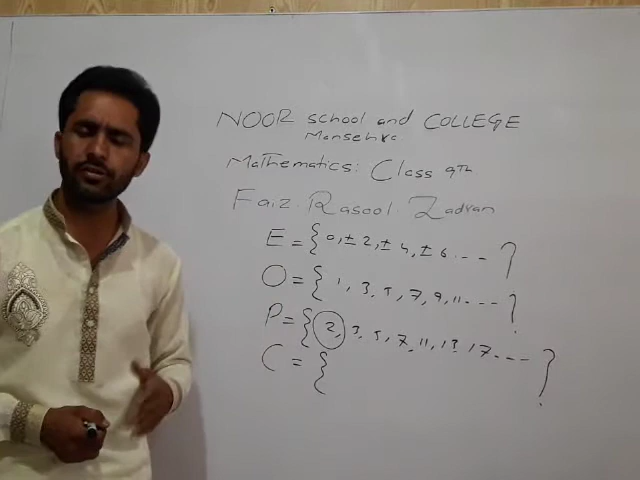 NOOR school and COLLEGE
Mansehra
Mathematics: Class 9TH
Faiz. Rasool. Zadran
E = {0, ± 2, ± 4, ± 6 ... }
O = { 1, 3, 5, 7, 9, 11 ... }
P = { 2, 3, 5, 7, 11, 13, 17 ... }
C = {